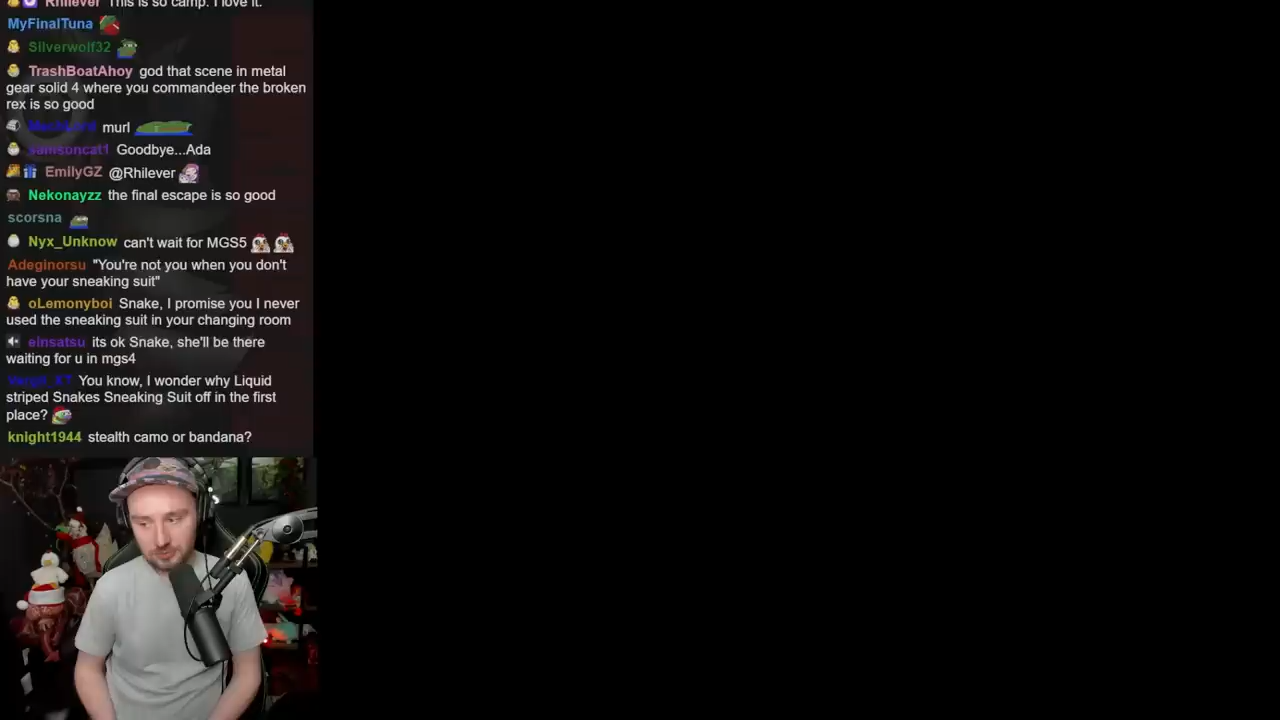 Rhilever This is so camp. I love it.
MyFinalTuna
Silverwolf32
TrashBoatAhoy god that scene in metal
gear solid 4 where you commandeer the broken
rex is so good
murl
samsoncat1 Goodbye...Ada
EmilyGZ @Rhilever
Nekonayzz the final escape is so good
scorsna
Nyx_Unknow can't wait for MGS5
Adeginorsu "You're not you when you don't
have your sneaking suit"
oLemonyboi Snake, I promise you I never
used the sneaking suit in your changing room
einsatsu its ok Snake, she'll be there
waiting for u in mgs4
You know, I wonder why Liquid
striped Snakes Sneaking Suit off in the first
place?
knight1944 stealth camo or bandana?